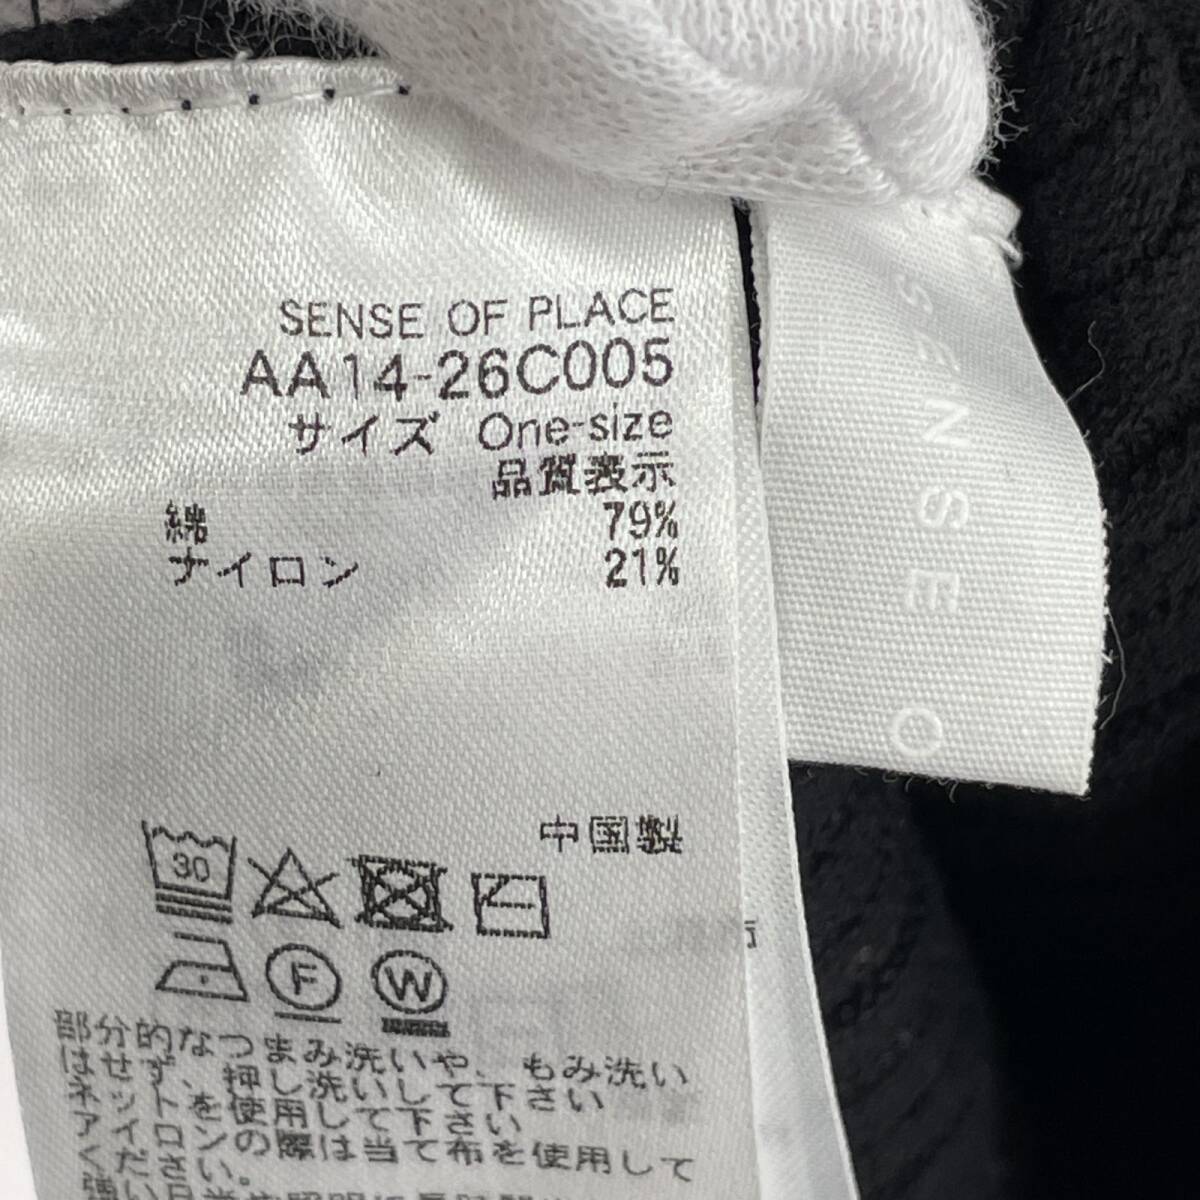 SENSE OF PLACE
AA14-26C005
サイズ One-size
品質表示
綿 79%
ナイロン 21%
中国製
30
F
W
部分的なつまみ洗いや、もみ洗い
はせず、押し洗いして下さい
ネットを使用して下さい
アイロンの際は当て布を使用して
ください。
SENSE O